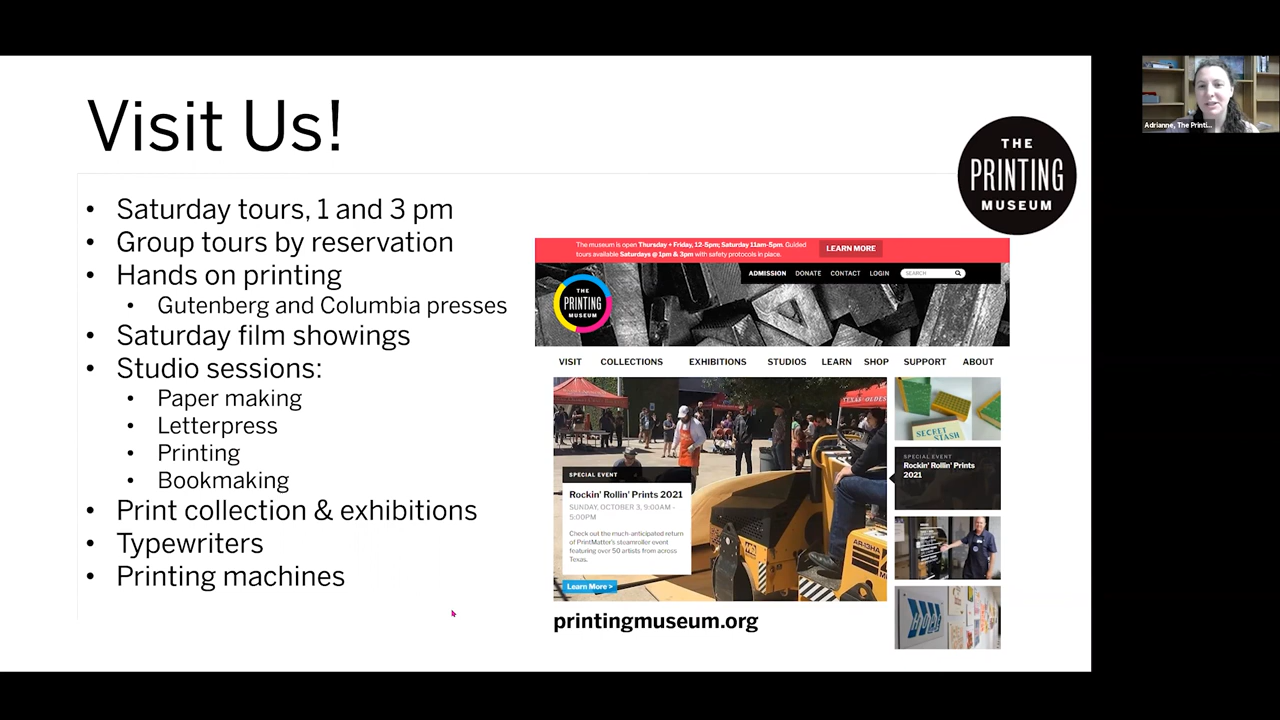 Visit Us!
• Saturday tours, 1 and 3 pm
• Group tours by reservation
• Hands on printing
• Gutenberg and Columbia presses
• Saturday film showings
• Studio sessions:
• Paper making
• Letterpress
• Printing
• Bookmaking
• Print collection & exhibitions
• Typewriters
• Printing machines
THE
PRINTING
MUSEUM
The museum is open Thursday + Friday, 12-5pm; Saturday 11am-5pm. Guided
tours available Saturdays @ 1pm & 3pm with safety protocols in place.
LEARN MORE
ADMISSION DONATE CONTACT LOGIN SEARCH
THE
PRINTING
MUSEUM
VISIT COLLECTIONS EXHIBITIONS STUDIOS LEARN SHOP SUPPORT ABOUT
TEXAS' OLDES
SPECIAL EVENT
Rockin' Rollin' Prints 2021
SUNDAY, OCTOBER 3, 9:00AM -
5:00PM
Check out the much-anticipated return
of PrintMatter's steamroller event
featuring over 50 artists from across
Texas.
Learn More >
SECRET
STASH
SPECIAL EVENT
Rockin' Rollin' Prints
2021
HOPE
printingmuseum.org
Adrianne, The Printi...